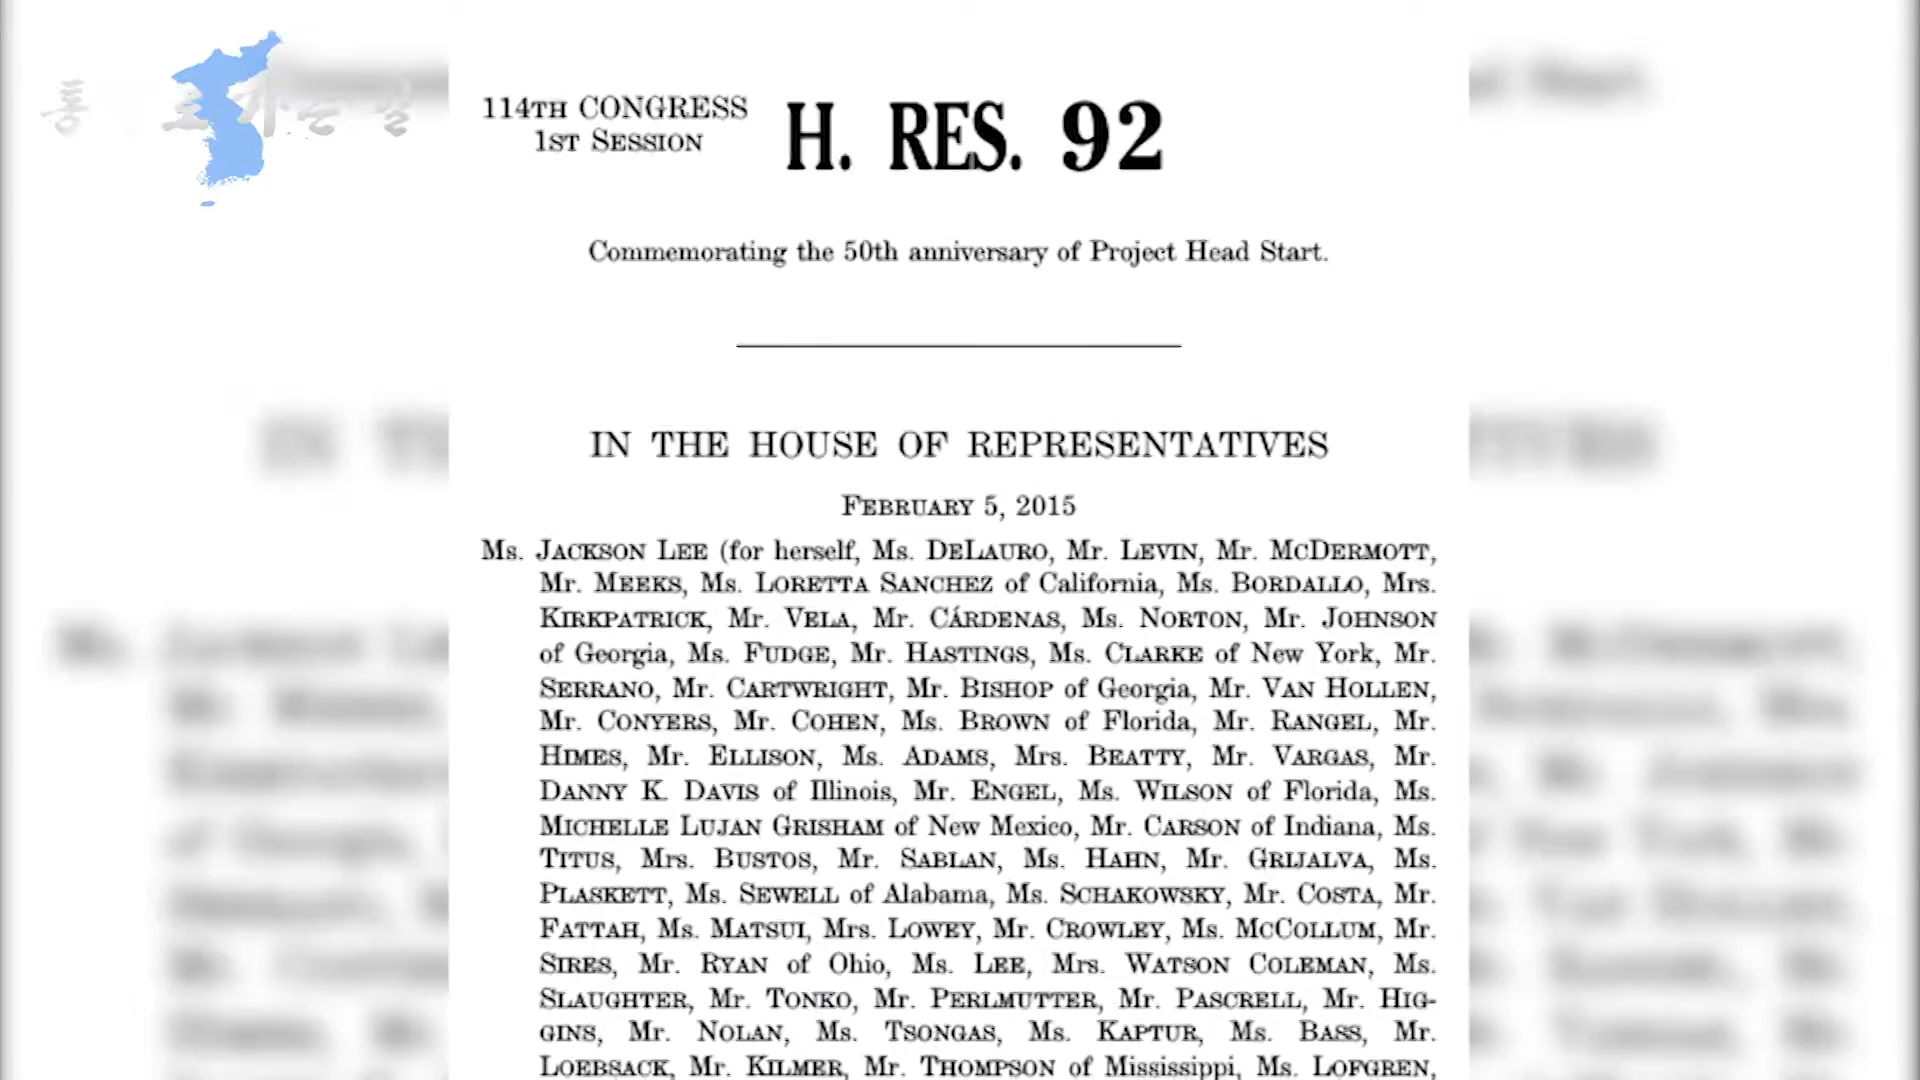 통일로가는길
114TH CONGRESS
1ST SESSION
H. RES. 92
Commemorating the 50th anniversary of Project Head Start.
IN THE HOUSE OF REPRESENTATIVES
FEBRUARY 5, 2015
Ms. JACKSON LEE (for herself, Ms. DELAURO, Mr. LEVIN, Mr. MCDERMOTT,
Mr. MEEKS, Ms. LORETTA SANCHEZ of California, Ms. BORDALLO, Mrs.
KIRKPATRICK, Mr. VELA, Mr. CÁRDENAS, Ms. NORTON, Mr. JOHNSON
of Georgia, Ms. FUDGE, Mr. HASTINGS, Ms. CLARKE of New York, Mr.
SERRANO, Mr. CARTWRIGHT, Mr. BISHOP of Georgia, Mr. VAN HOLLEN,
Mr. CONYERS, Mr. COHEN, Ms. BROWN of Florida, Mr. RANGEL, Mr.
HIMES, Mr. ELLISON, Ms. ADAMS, Mrs. BEATTY, Mr. VARGAS, Mr.
DANNY K. DAVIS of Illinois, Mr. ENGEL, Ms. WILSON of Florida, Ms.
MICHELLE LUJAN GRISHAM of New Mexico, Mr. CARSON of Indiana, Ms.
TITUS, Mrs. BUSTOS, Mr. SABLAN, Ms. HAHN, Mr. GRIJALVA, Ms.
PLASKETT, Ms. SEWELL of Alabama, Ms. SCHAKOWSKY, Mr. COSTA, Mr.
FATTAH, Ms. MATSUI, Mrs. LOWEY, Mr. CROWLEY, Ms. MCCOLLUM, Mr.
SIRES, Mr. RYAN of Ohio, Ms. LEE, Mrs. WATSON COLEMAN, Ms.
SLAUGHTER, Mr. TONKO, Mr. PERLMUTTER, Mr. PASCRELL, Mr. HIG-
GINS, Mr. NOLAN, Ms. TSONGAS, Ms. KAPTUR, Ms. BASS, Mr.
LOEBSACK, Mr. KILMER, Mr. THOMPSON of Mississippi, Ms. LOFGREN,